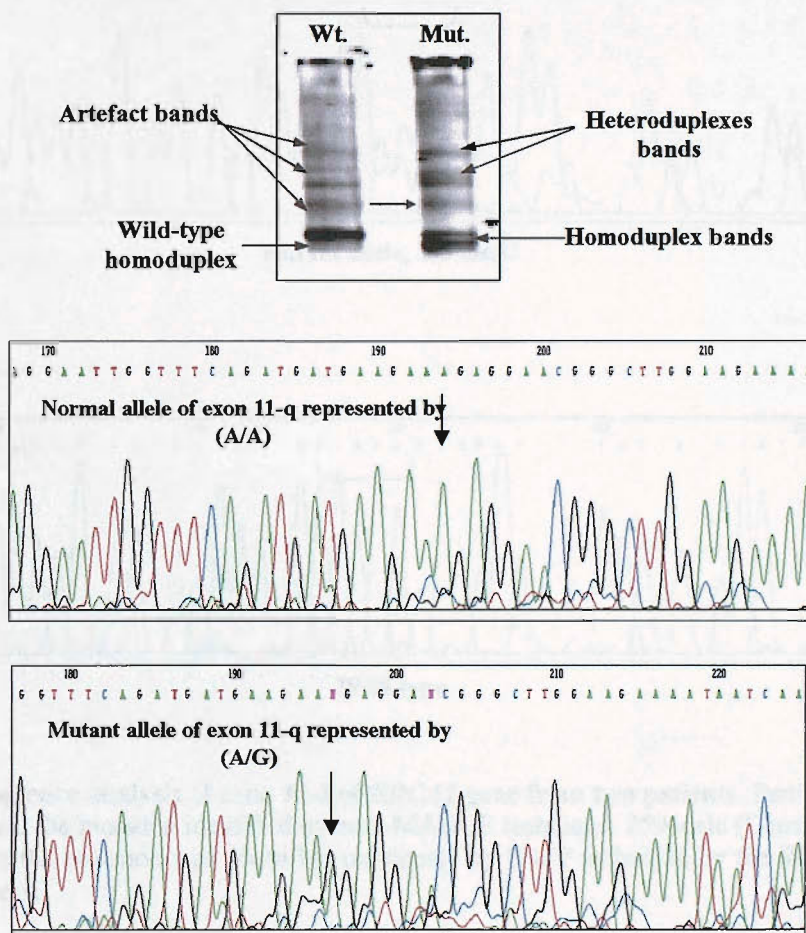 Wt. Mut.
Artefact bands
Heteroduplexes bands
Wild-type homoduplex
Homoduplex bands
170 180 190 200 210
A G G A A T T G G T T T C A G A T G A T G A A G A A A G A G G A A C G G G C T T G G A A G A A A A
Normal allele of exon 11-q represented by
(A/A)
180 190 200 210 220
G G T T T C A G A T G A T G A A G A A N G A G G A N C G G G C T T G G A A G A A A A T A A T C A A
Mutant allele of exon 11-q represented by
(A/G)